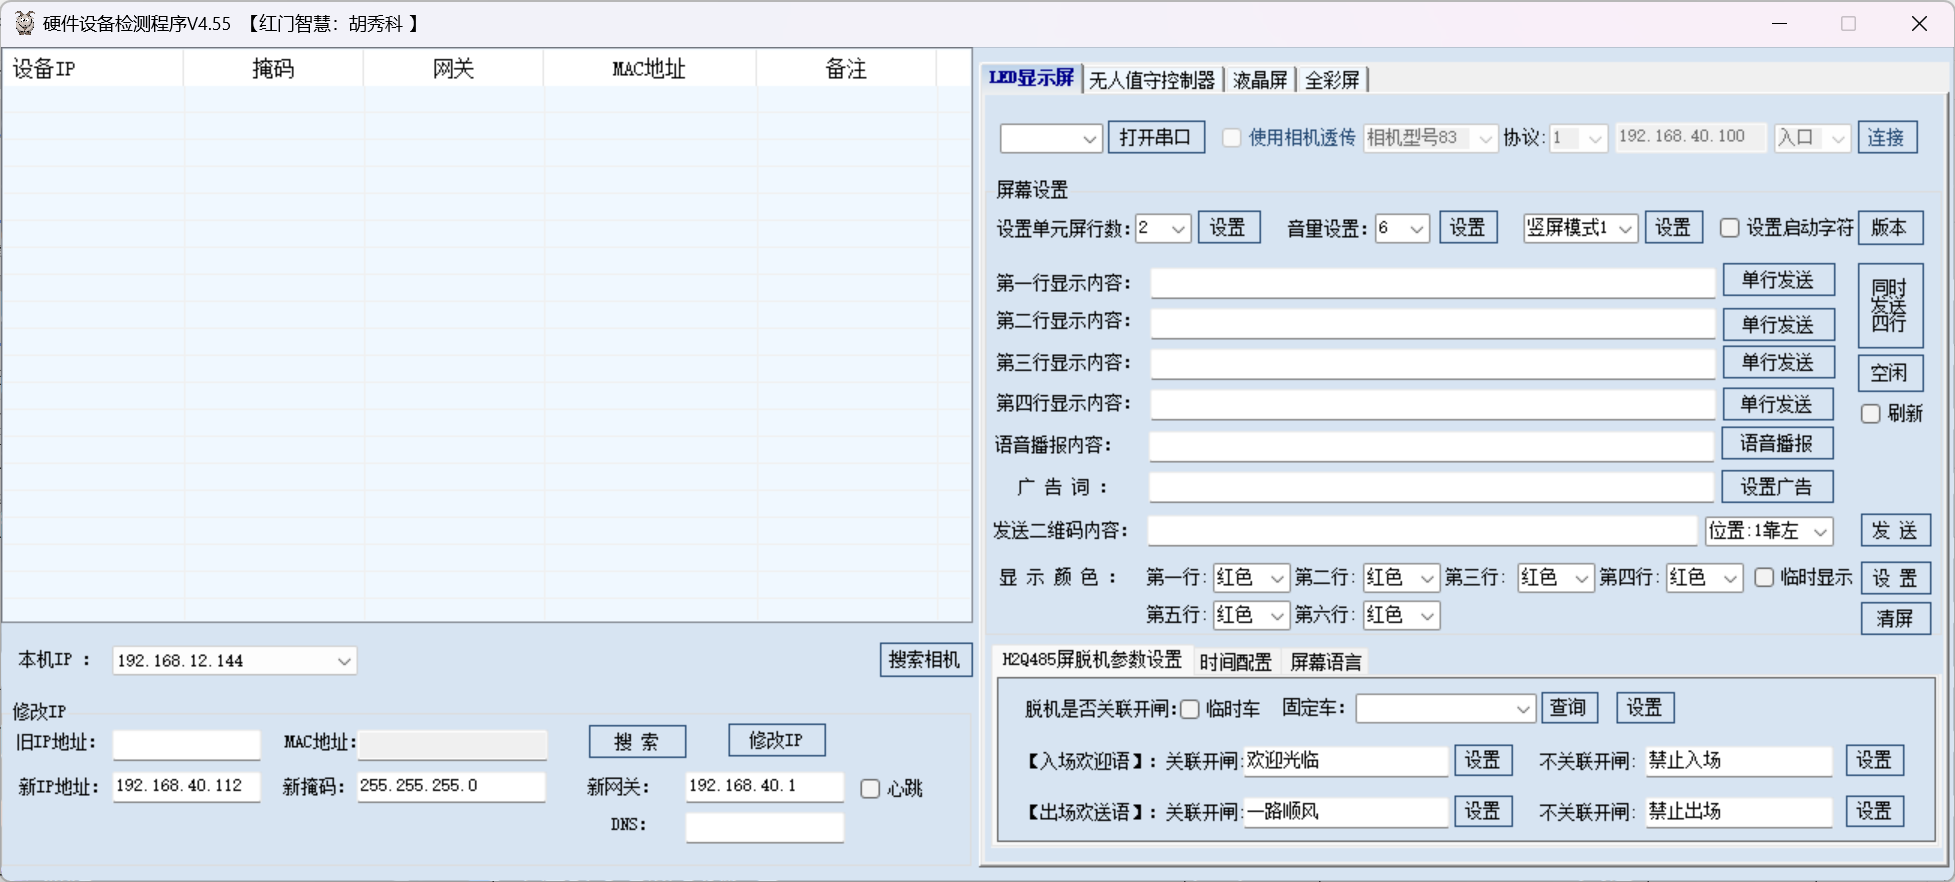 硬件设备检测程序V4.55 【红门智慧：胡秀科 】
设备IP 掩码 网关 MAC地址 备注
本机IP ： 192.168.12.144 搜索相机
修改IP
旧IP地址： MAC地址： 搜 索 修改IP
新IP地址： 192.168.40.112 新掩码： 255.255.255.0 新网关： 192.168.40.1 心跳
DNS：
LED显示屏 无人值守控制器 液晶屏 全彩屏
打开串口 使用相机透传 相机型号83 协议： 1 192.168.40.100 入口 连接
屏幕设置
设置单元屏行数： 2 设置 音量设置： 6 设置 竖屏模式1 设置 设置启动字符 版本
第一行显示内容： 单行发送
同时发送四行
第二行显示内容： 单行发送
第三行显示内容： 单行发送
空闲
第四行显示内容： 单行发送
刷新
语音播报内容： 语音播报
广 告 词 ： 设置广告
发送二维码内容： 位置:1靠左 发 送
显 示 颜 色 ： 第一行： 红色 第二行： 红色 第三行： 红色 第四行： 红色 临时显示 设 置
第五行： 红色 第六行： 红色 清屏
H2Q485屏脱机参数设置 时间配置 屏幕语言
脱机是否关联开闸： 临时车 固定车： 查询 设置
【入场欢迎语】： 关联开闸: 欢迎光临 设置 不关联开闸： 禁止入场 设置
【出场欢送语】： 关联开闸: 一路顺风 设置 不关联开闸： 禁止出场 设置